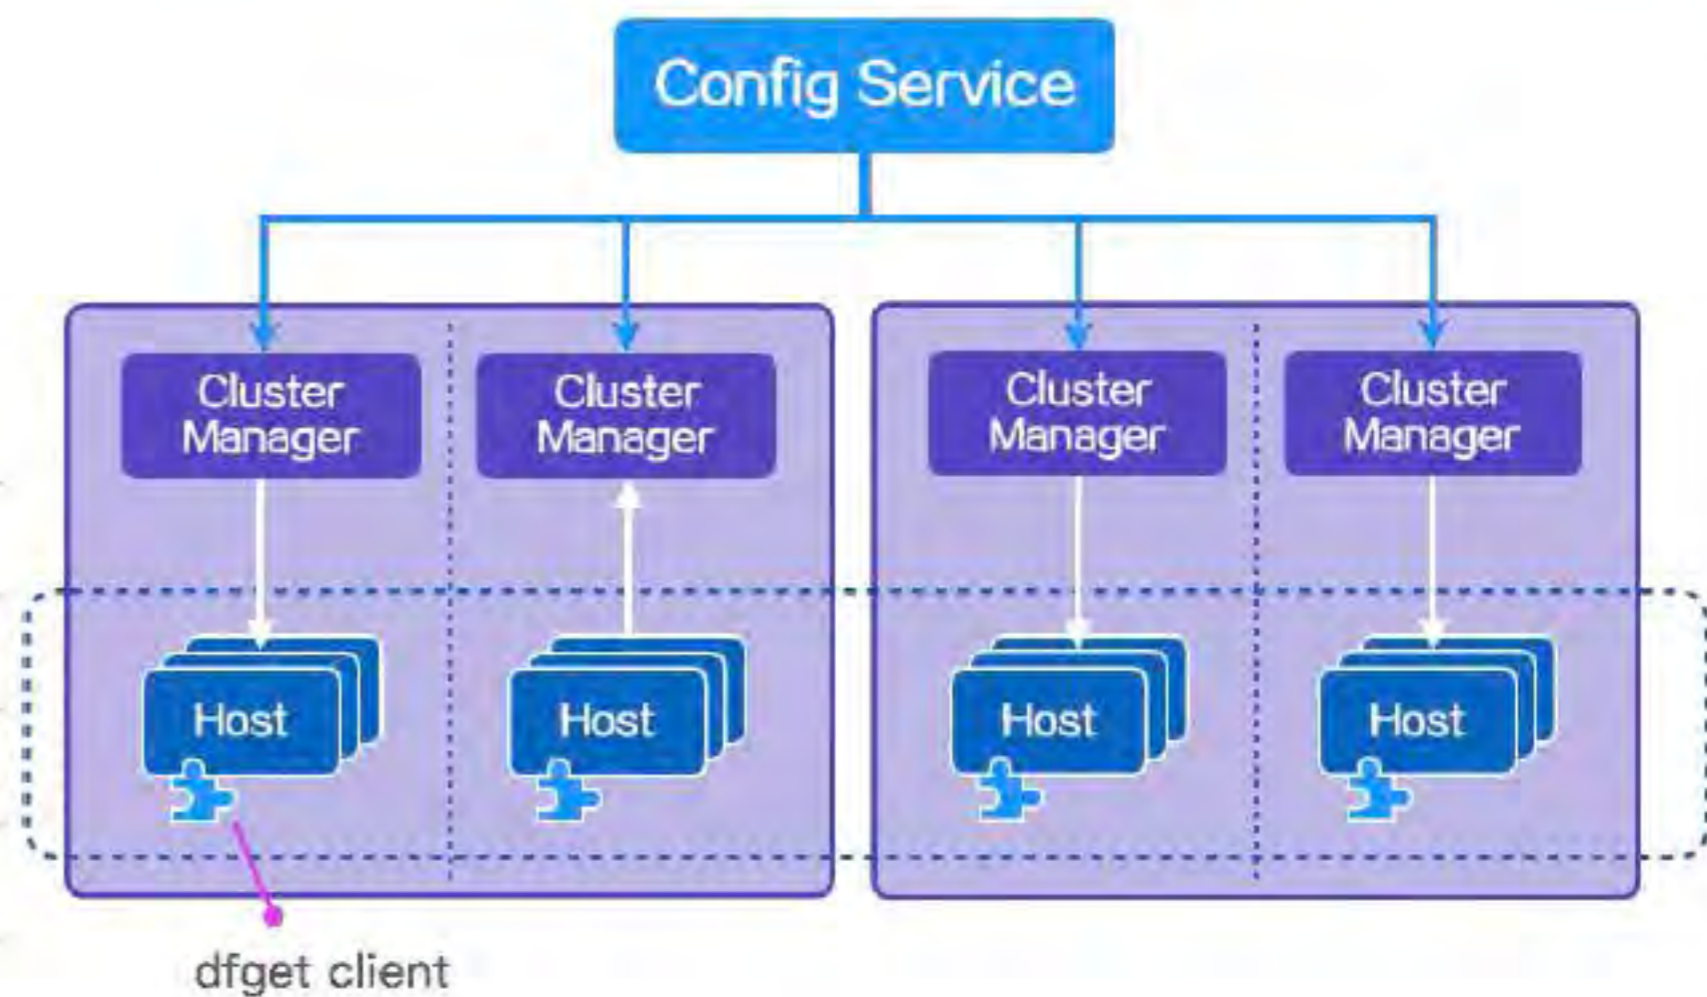 Config Service
Cluster
Manager
Cluster
Manager
Cluster
Manager
Cluster
Manager
Host
Host
Host
Host
dfget client